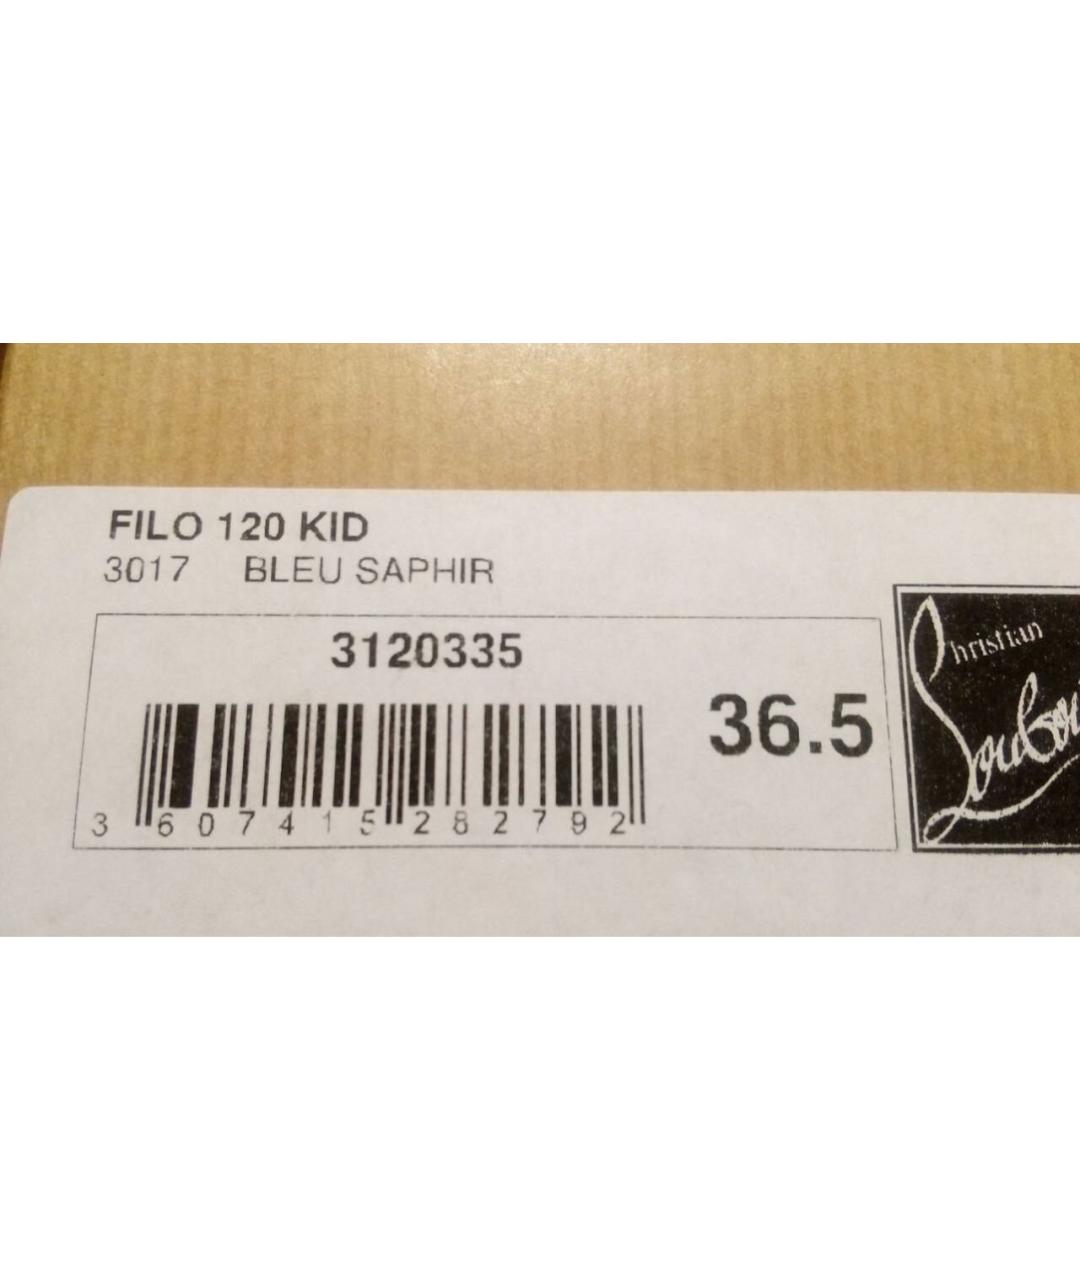 FILO 120 KID
3017 BLEU SAPHIR
3120335
36.5
3 607415 282792
Christian